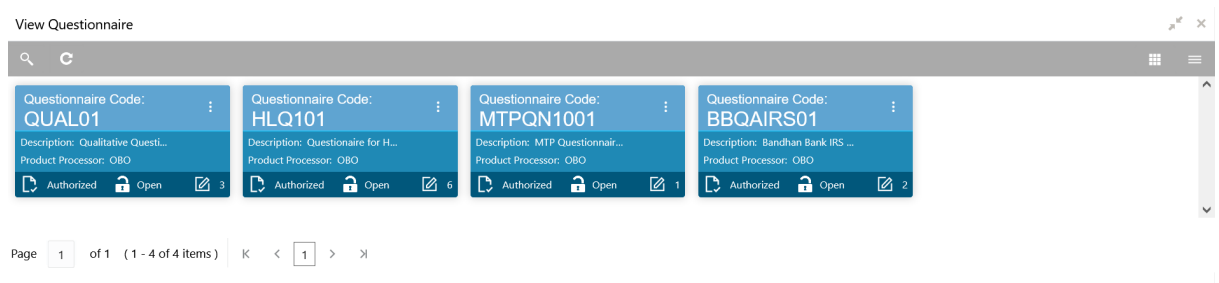 View Questionnaire
Questionnaire Code:
QUAL01
Description: Qualitative Questi...
Product Processor: OBO
Authorized Open 3
Questionnaire Code:
HLQ101
Description: Questionaire for H...
Product Processor: OBO
Authorized Open 6
Questionnaire Code:
MTPQN1001
Description: MTP Questionnair...
Product Processor: OBO
Authorized Open 1
Questionnaire Code:
BBQAIRS01
Description: Bandhan Bank IRS ...
Product Processor: OBO
Authorized Open 2
Page 1 of 1 ( 1 - 4 of 4 items ) 1